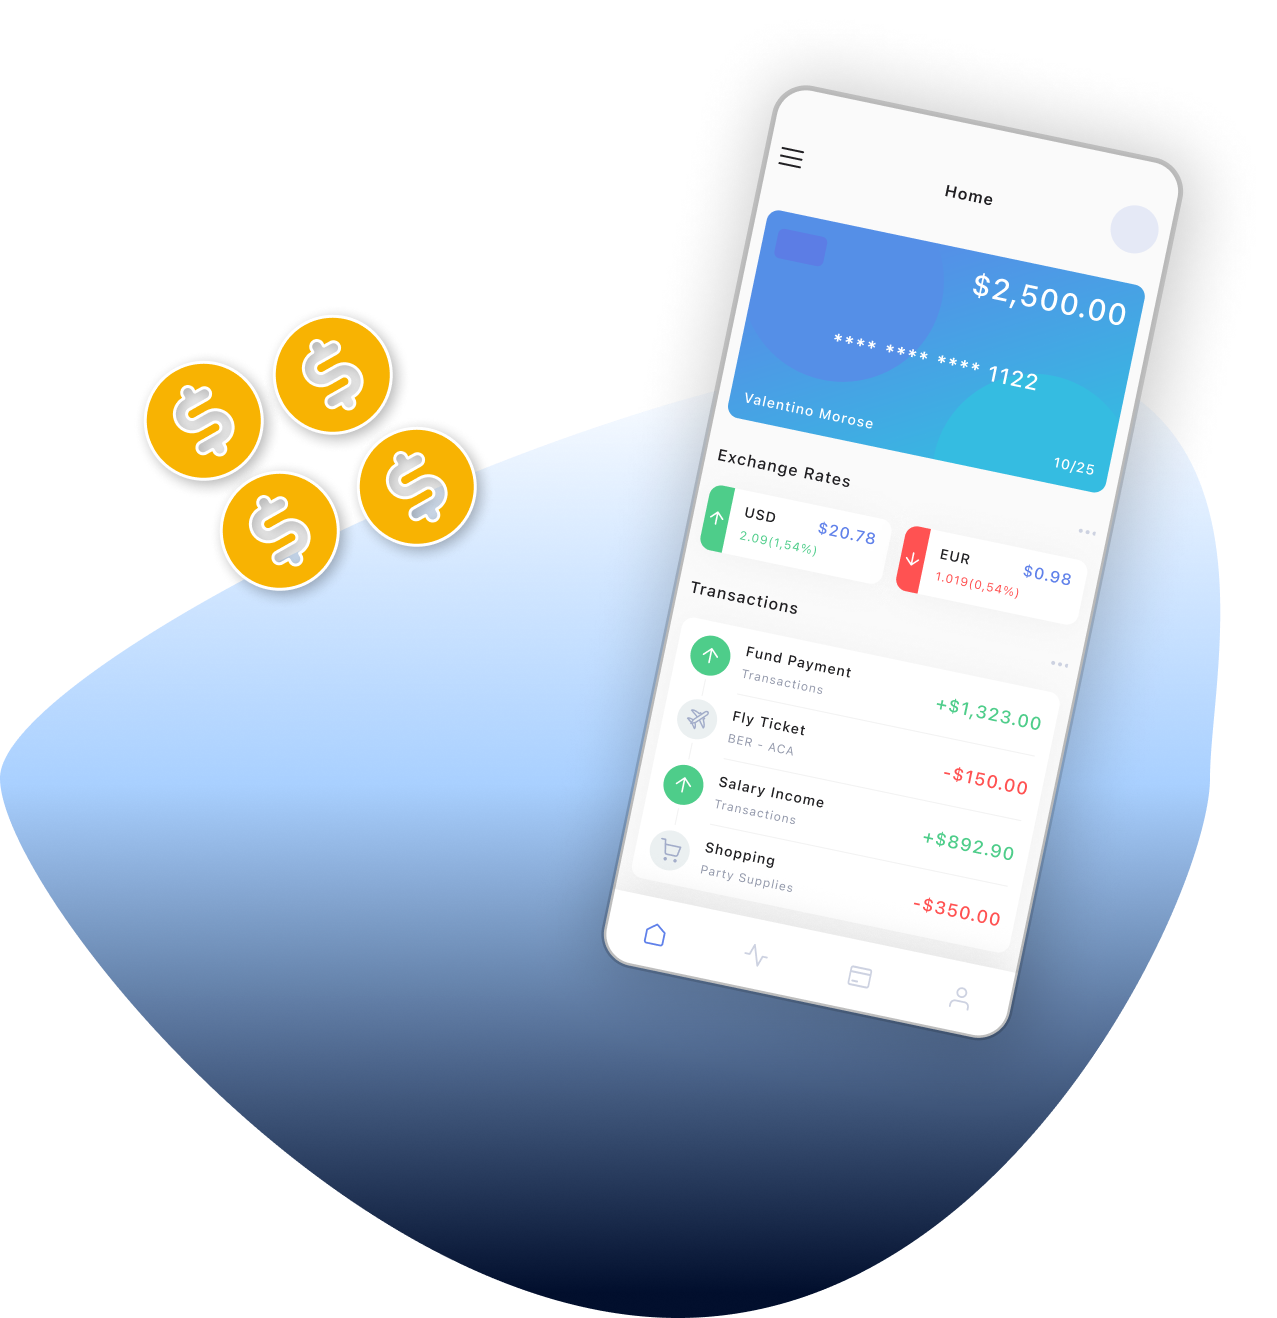 Home
$2,500.00
**** **** **** 1122
Valentino Morose
10/25
Exchange Rates
USD
$20.78
2.09(1,54%)
EUR
$0.98
1.019(0,54%)
Transactions
Fund Payment
Transactions
+$1,323.00
Fly Ticket
BER - ACA
-$150.00
Salary Income
Transactions
+$892.90
Shopping
Party Supplies
-$350.00